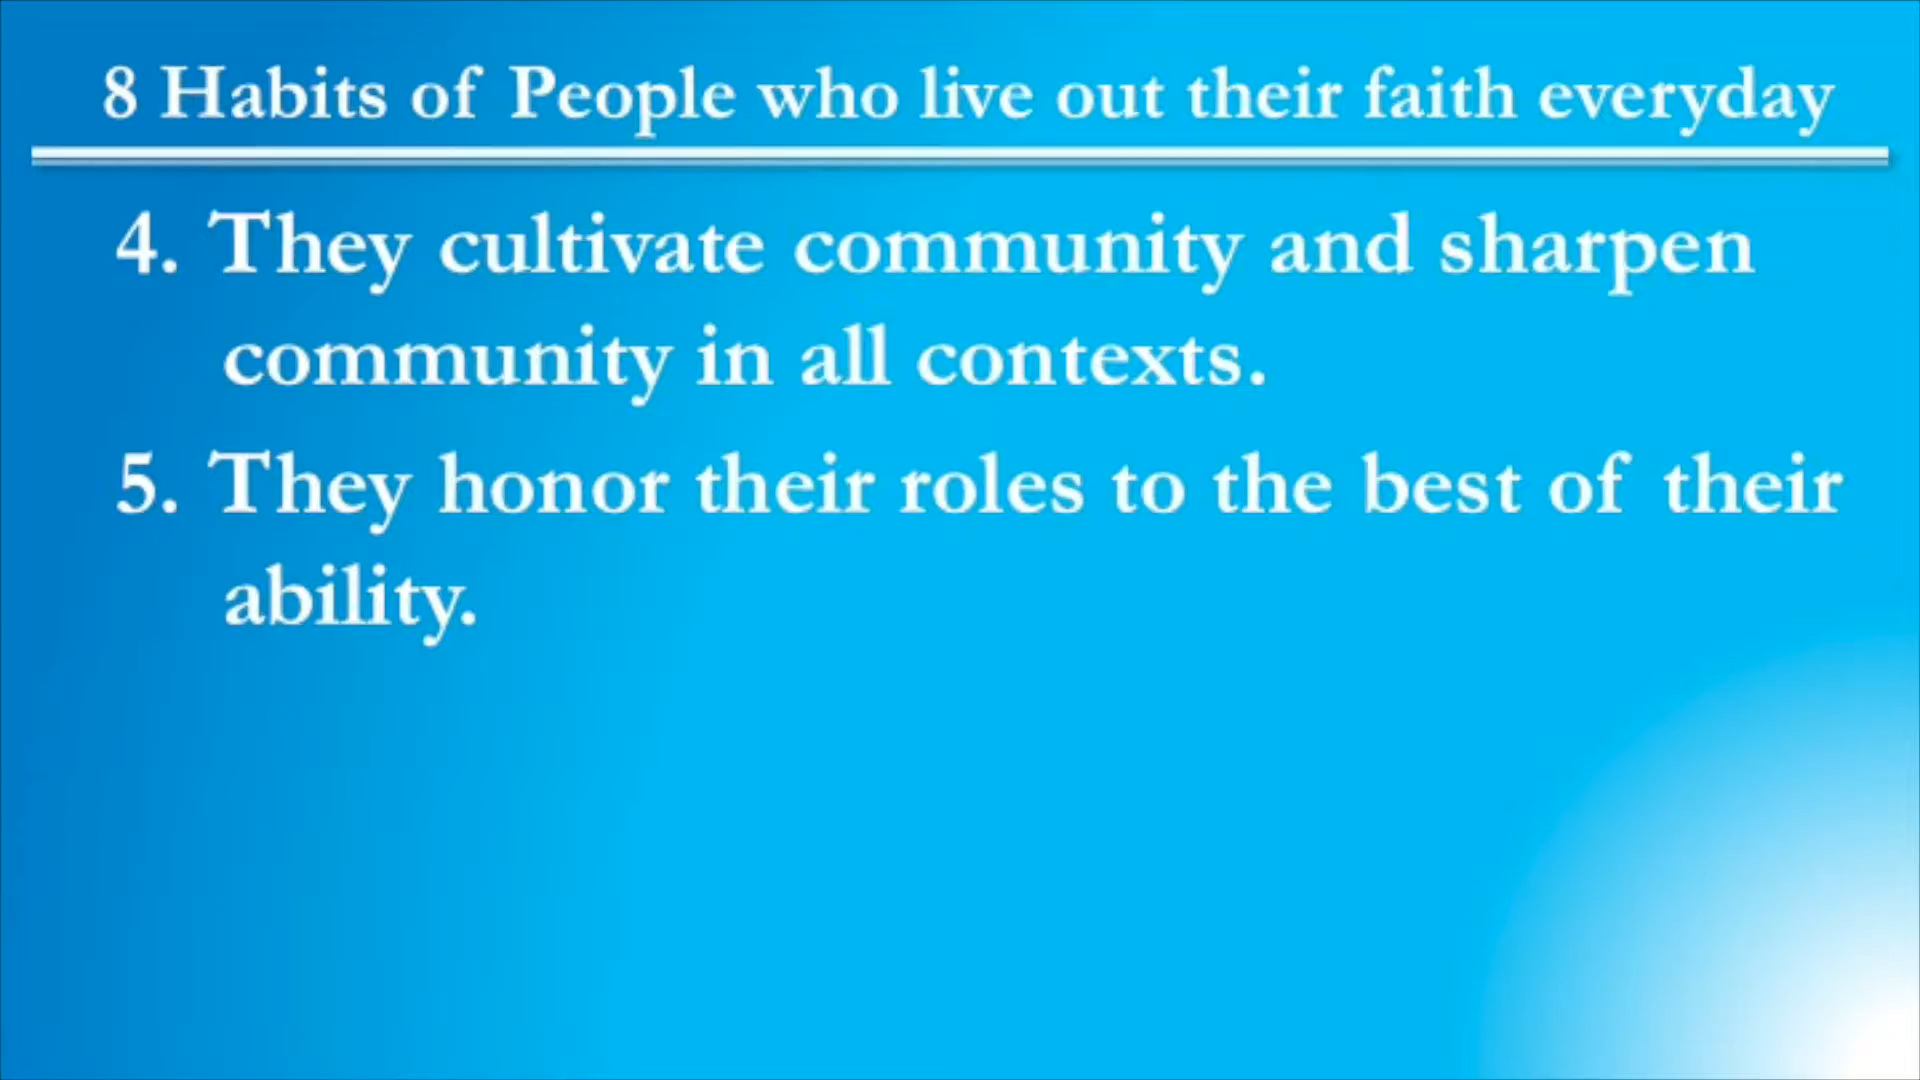 8 Habits of People who live out their faith everyday
4. They cultivate community and sharpen
community in all contexts.
5. They honor their roles to the best of their
ability.